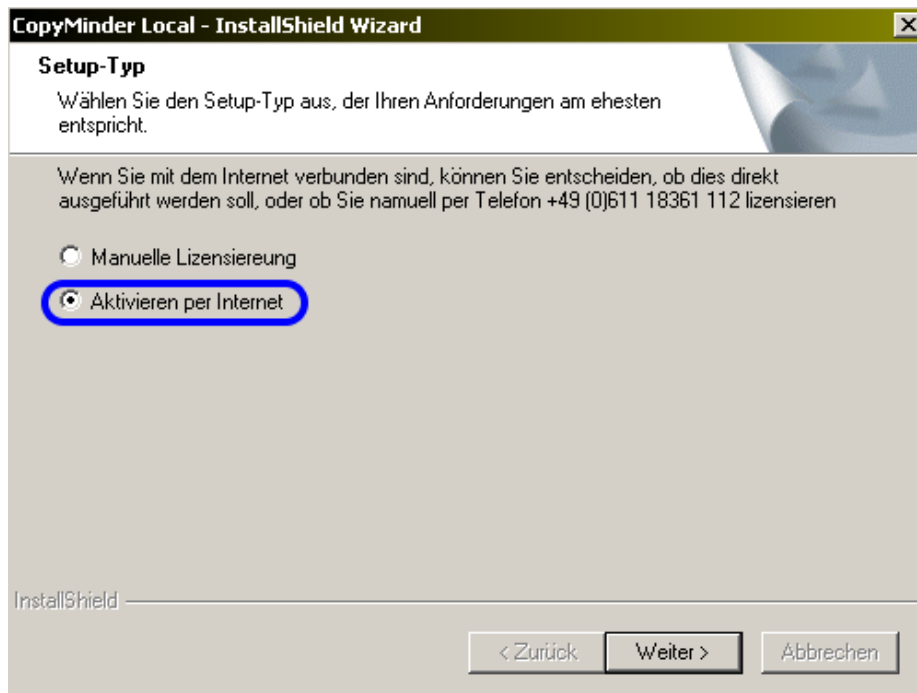 CopyMinder Local - InstallShield Wizard
Setup-Typ
Wählen Sie den Setup-Typ aus, der Ihren Anforderungen am ehesten
entspricht.
Wenn Sie mit dem Internet verbunden sind, können Sie entscheiden, ob dies direkt
ausgeführt werden soll, oder ob Sie namuell per Telefon +49 (0)611 18361 112 lizensieren
Manuelle Lizensiereung
Aktivieren per Internet
InstallShield
< Zurück Weiter > Abbrechen